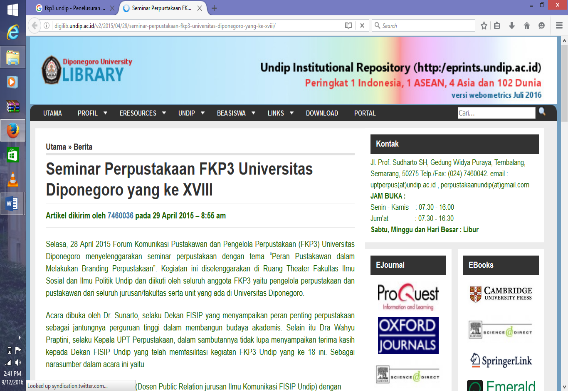 fkp3 undip - Penelusuran ...
Seminar Perpustakaan FK...
digilib.undip.ac.id/v2/2015/04/29/seminar-perpustakaan-fkp3-universitas-diponegoro-yang-ke-xviii/
Search
Diponegoro University
LIBRARY
Undip Institutional Repository (http:/eprints.undip.ac.id)
Peringkat 1 Indonesia, 1 ASEAN, 4 Asia dan 102 Dunia
versi webometrics Juli 2016
UTAMA PROFIL ERESOURCES UNDIP BEASISWA LINKS DOWNLOAD PORTAL
Cari...
Utama » Berita
Seminar Perpustakaan FKP3 Universitas
Diponegoro yang ke XVIII
Artikel dikirim oleh 7460036 pada 29 April 2015 – 8:56 am
Selasa, 28 April 2015 Forum Komunikasi Pustakawan dan Pengelola Perpustakaan (FKP3) Universitas
Diponegoro menyelenggarakan seminar perpustakaan dengan tema "Peran Pustakawan dalam
Melakukan Branding Perpustakaan". Kegiatan ini diselenggarakan di Ruang Theater Fakultas Ilmu
Sosial dan Ilmu Politik Undip dan diikuti oleh seluruh anggota FKP3 yaitu pengelola perpustakaan dan
pustakawan dari seluruh jurusan/fakultas serta unit yang ada di Universitas Diponegoro.
Acara dibuka oleh Dr. Sunarto, selaku Dekan FISIP yang menyampaikan peran penting perpustakaan
sebagai jantungnya perguruan tinggi dalam membangun budaya akademis. Selain itu Dra Wahyu
Praptini, selaku Kepala UPT Perpustakaan, dalam sambutannya tidak lupa menyampaikan terima kasih
kepada Dekan FISIP Undip yang telah memfasilitasi kegiatan FKP3 Undip yang ke 18 ini. Sebagai
narasumber dalam acara ini yaitu
(Dosen Public Relation jurusan Ilmu Komunikasi FISIP Undip) dengan
Looked up syndication.twitter.com...
Kontak
Jl. Prof. Sudharto SH, Gedung Widya Puraya, Tembalang,
Semarang, 50275 Telp./Fax: (024) 7460042. email :
uptperpus(at)undip.ac.id , perpustakaanundip(at)gmail.com
JAM BUKA :
Senin - Kamis : 07.30 - 16.00
Jum'at : 07.30 - 16.30
Sabtu, Minggu dan Hari Besar : Libur
EJournal
ProQuest
Information and learning
OXFORD
JOURNALS
SCIENCE DIRECT
EBooks
CAMBRIDGE
UNIVERSITY PRESS
SCIENCE DIRECT
SpringerLink
Emerald
2:41 PM
9/12/2016